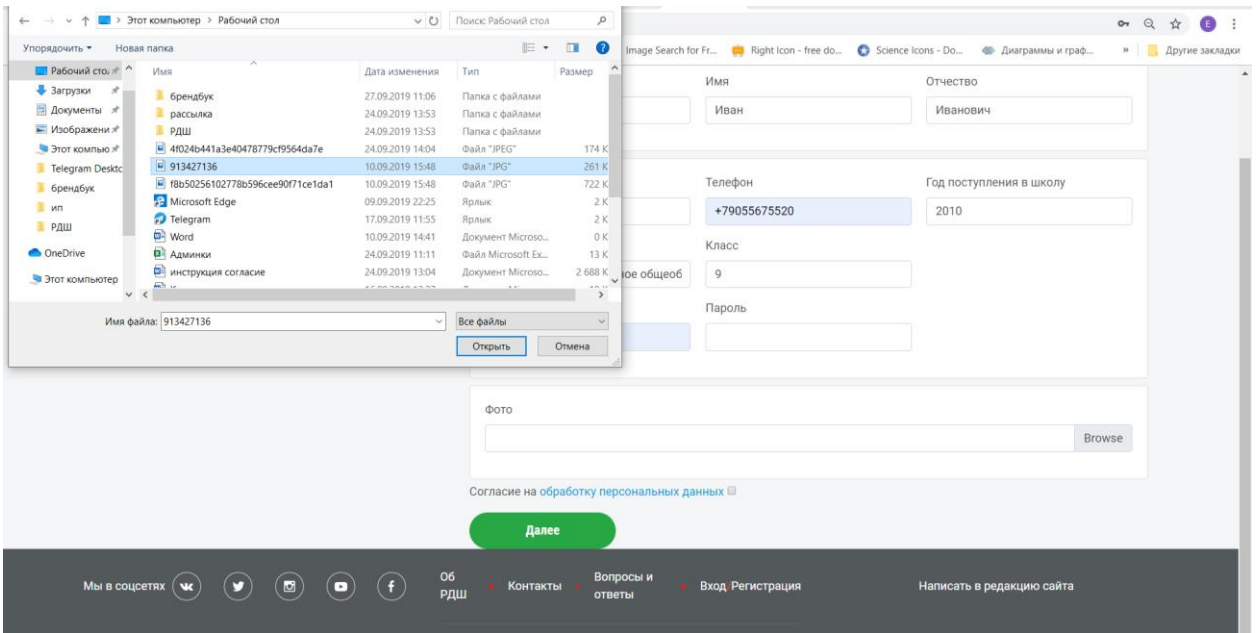 Этот компьютер > Рабочий стол
Поиск: Рабочий стол
Упорядочить
Новая папка
Image Search for Fr...
Right Icon - free do...
Science Icons - Do...
Диаграммы и граф...
»
Другие закладки
Рабочий сто.
Загрузки
Документы
Изображени
Этот компью
Telegram Desktc
брендбук
ип
РДШ
OneDrive
Этот компьютер
Имя Дата изменения Тип Размер
брендбук 27.09.2019 11:06 Папка с файлами
рассылка 24.09.2019 13:53 Папка с файлами
РДШ 24.09.2019 13:53 Папка с файлами
4f024b441a3e40478779cf9564da7e 24.09.2019 14:04 Файл "JPEG" 174 K
913427136 10.09.2019 15:48 Файл "JPG" 261 K
f8b50256102778b596cee90f71ce1da1 10.09.2019 15:48 Файл "JPG" 722 K
Microsoft Edge 09.09.2019 22:25 Ярлык 2 K
Telegram 17.09.2019 11:55 Ярлык 2 K
Word 10.09.2019 14:41 Документ Microso... 0 K
Админки 24.09.2019 11:11 Файл Microsoft Ex... 13 K
инструкция согласие 24.09.2019 13:04 Документ Microso... 2 688 K
Имя файла: 913427136
Все файлы
Открыть
Отмена
E
Имя
Отчество
Иван
Иванович
Телефон
Год поступления в школу
+79055675520
2010
Класс
ное общеоб
9
Пароль
Фото
Browse
Согласие на обработку персональных данных
Далее
Мы в соцсетях
Об
РДШ
Контакты
Вопросы и
ответы
Вход/Регистрация
Написать в редакцию сайта